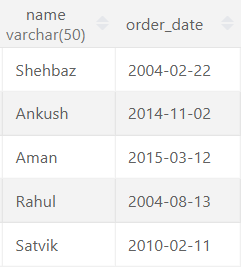 name order_date
varchar(50)
Shehbaz 2004-02-22
Ankush 2014-11-02
Aman 2015-03-12
Rahul 2004-08-13
Satvik 2010-02-11